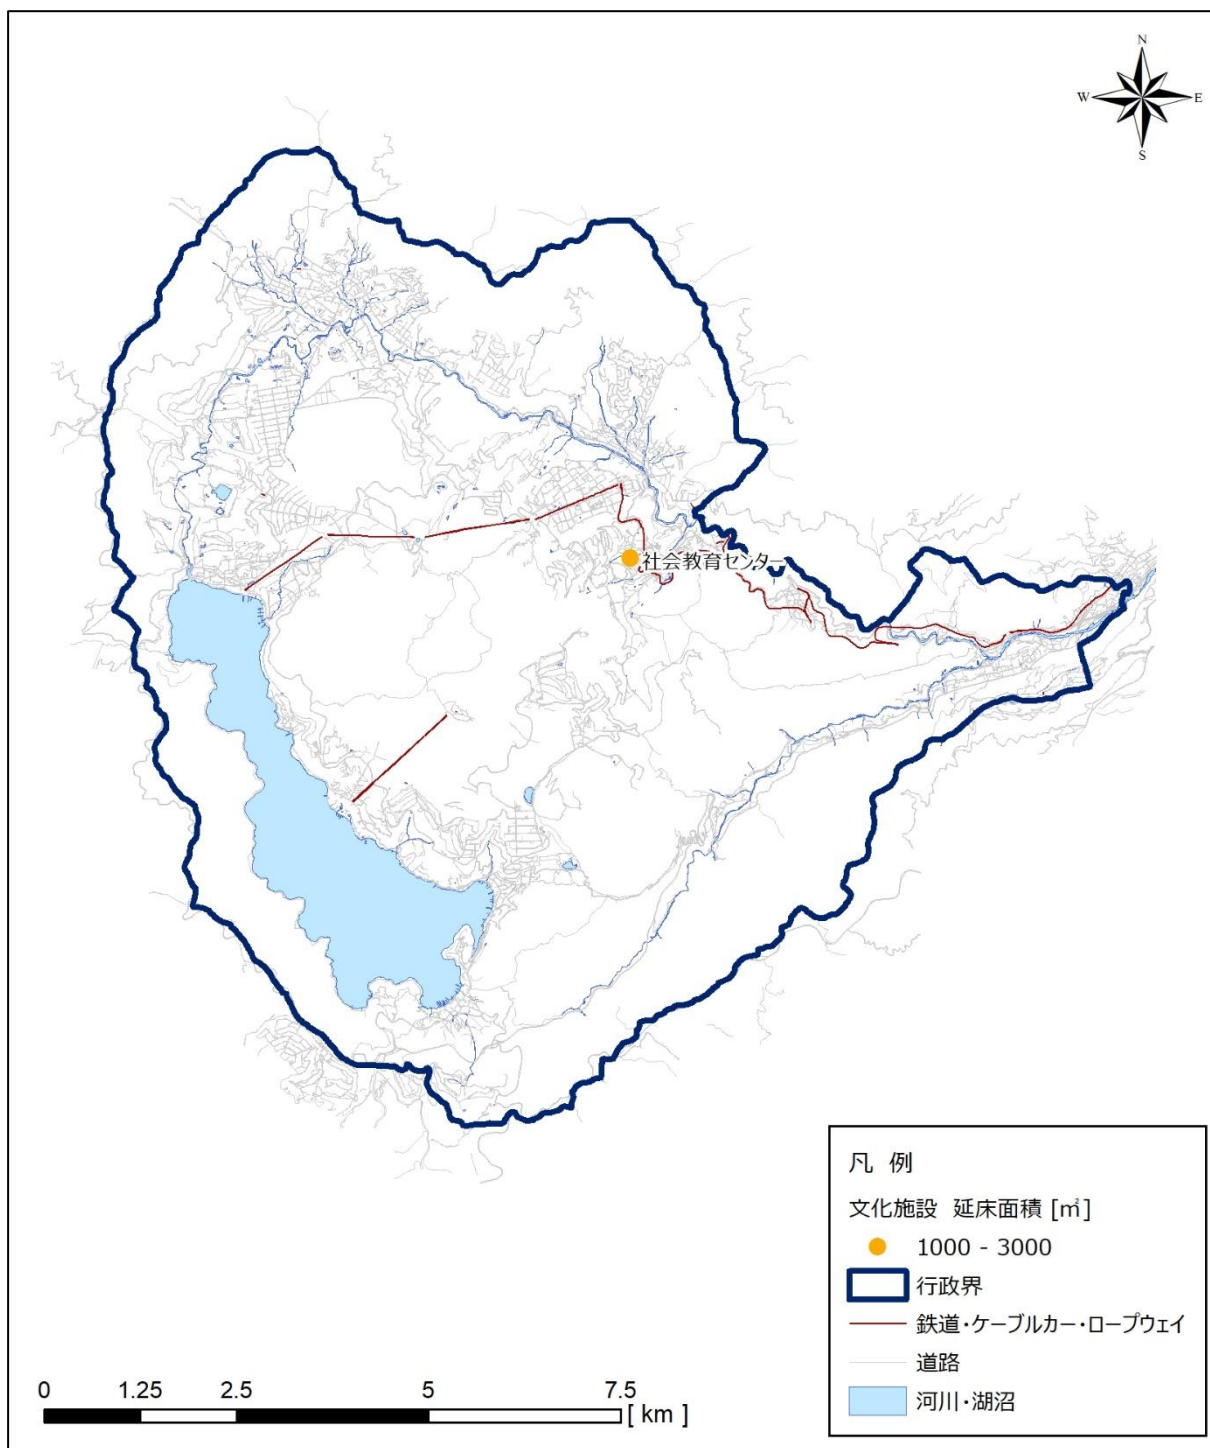 N
W E
S
社会教育センター
凡 例
文化施設 延床面積 [㎡]
1000 - 3000
行政界
鉄道・ケーブルカー・ロープウェイ
道路
河川・湖沼
0 1.25 2.5 5 7.5
[ km ]